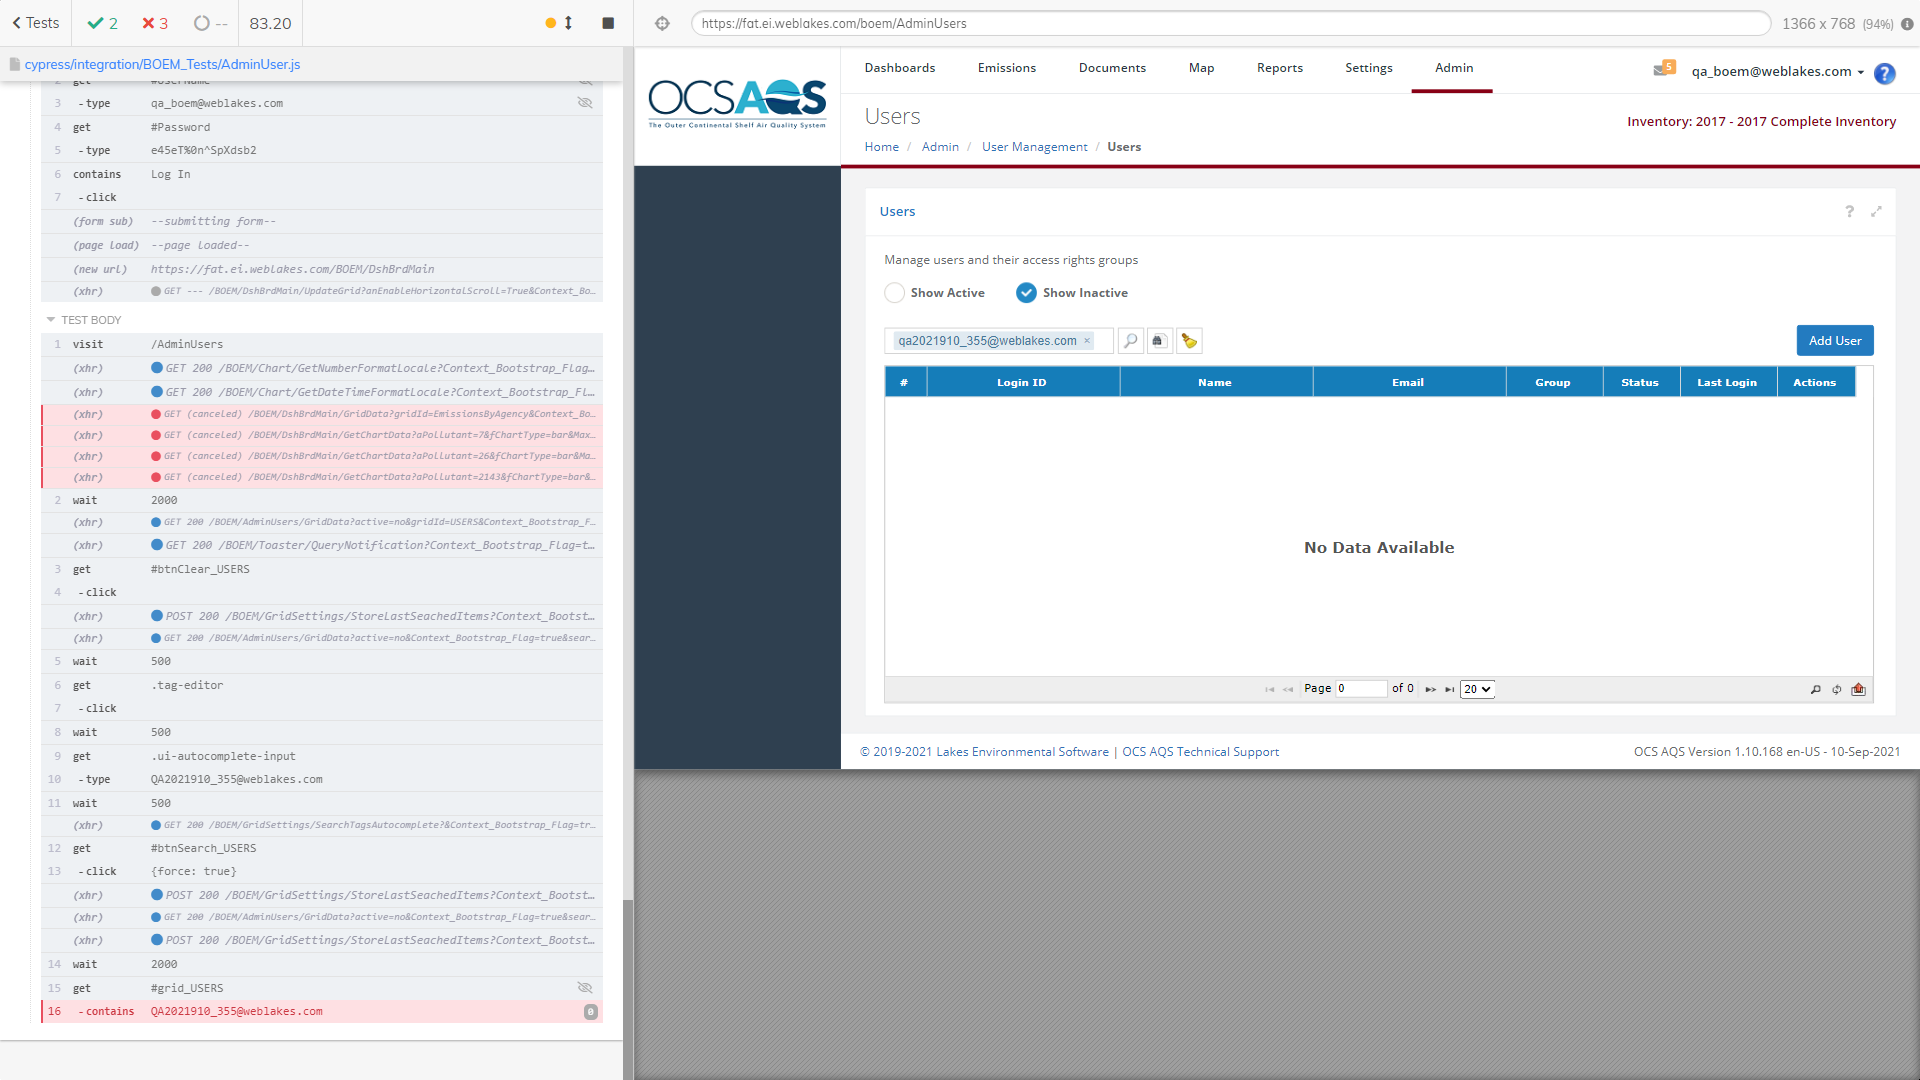 Tests
2
3
--
83.20
cypress/integration/BOEM_Tests/AdminUser.js
3 -type qa_boem@weblakes.com
4 get #Password
5 -type e45eT%0n^SpXdsb2
6 contains Log In
7 -click
(form sub) --submitting form--
(page load) --page loaded--
(new url) https://fat.ei.weblakes.com/BOEM/DshBrdMain
(xhr) GET --- /BOEM/DshBrdMain/UpdateGrid?anEnableHorizontalScroll=True&Context_Bo...
TEST BODY
1 visit /AdminUsers
(xhr) GET 200 /BOEM/Chart/GetNumberFormatLocale?Context_Bootstrap_Flag...
(xhr) GET 200 /BOEM/Chart/GetDateTimeFormatLocale?Context_Bootstrap_Fl...
(xhr) GET (canceled) /BOEM/DshBrdMain/GridData?gridId=EmissionsByAgency&Context_Bo...
(xhr) GET (canceled) /BOEM/DshBrdMain/GetChartData?aPollutant=7&fChartType=bar&Max...
(xhr) GET (canceled) /BOEM/DshBrdMain/GetChartData?aPollutant=26&fChartType=bar&Ma...
(xhr) GET (canceled) /BOEM/DshBrdMain/GetChartData?aPollutant=2143&fChartType=bar&...
2 wait 2000
(xhr) GET 200 /BOEM/AdminUsers/GridData?active=no&gridId=USERS&Context_Bootstrap_F...
(xhr) GET 200 /BOEM/Toaster/QueryNotification?Context_Bootstrap_Flag=t...
3 get #btnClear_USERS
4 -click
(xhr) POST 200 /BOEM/GridSettings/StoreLastSeachedItems?Context_Bootst...
(xhr) GET 200 /BOEM/AdminUsers/GridData?active=no&Context_Bootstrap_Flag=true&sear...
5 wait 500
6 get .tag-editor
7 -click
8 wait 500
9 get .ui-autocomplete-input
10 -type QA2021910_355@weblakes.com
11 wait 500
(xhr) GET 200 /BOEM/GridSettings/SearchTagsAutocomplete?&Context_Bootstrap_Flag=tr...
12 get #btnSearch_USERS
13 -click {force: true}
(xhr) POST 200 /BOEM/GridSettings/StoreLastSeachedItems?Context_Bootst...
(xhr) GET 200 /BOEM/AdminUsers/GridData?active=no&Context_Bootstrap_Flag=true&sear...
(xhr) POST 200 /BOEM/GridSettings/StoreLastSeachedItems?Context_Bootst...
14 wait 2000
15 get #grid_USERS
16 -contains QA2021910_355@weblakes.com 0
https://fat.ei.weblakes.com/boem/AdminUsers
1366 x 768 (94%)
OCSAQS
The Outer Continental Shelf Air Quality System
Dashboards Emissions Documents Map Reports Settings Admin
5 qa_boem@weblakes.com ?
Users
Inventory: 2017 - 2017 Complete Inventory
Home / Admin / User Management / Users
Users
?
Manage users and their access rights groups
Show Active Show Inactive
qa2021910_355@weblakes.com ×
Add User
# Login ID Name Email Group Status Last Login Actions
No Data Available
Page 0 of 0 20
© 2019-2021 Lakes Environmental Software | OCS AQS Technical Support
OCS AQS Version 1.10.168 en-US - 10-Sep-2021